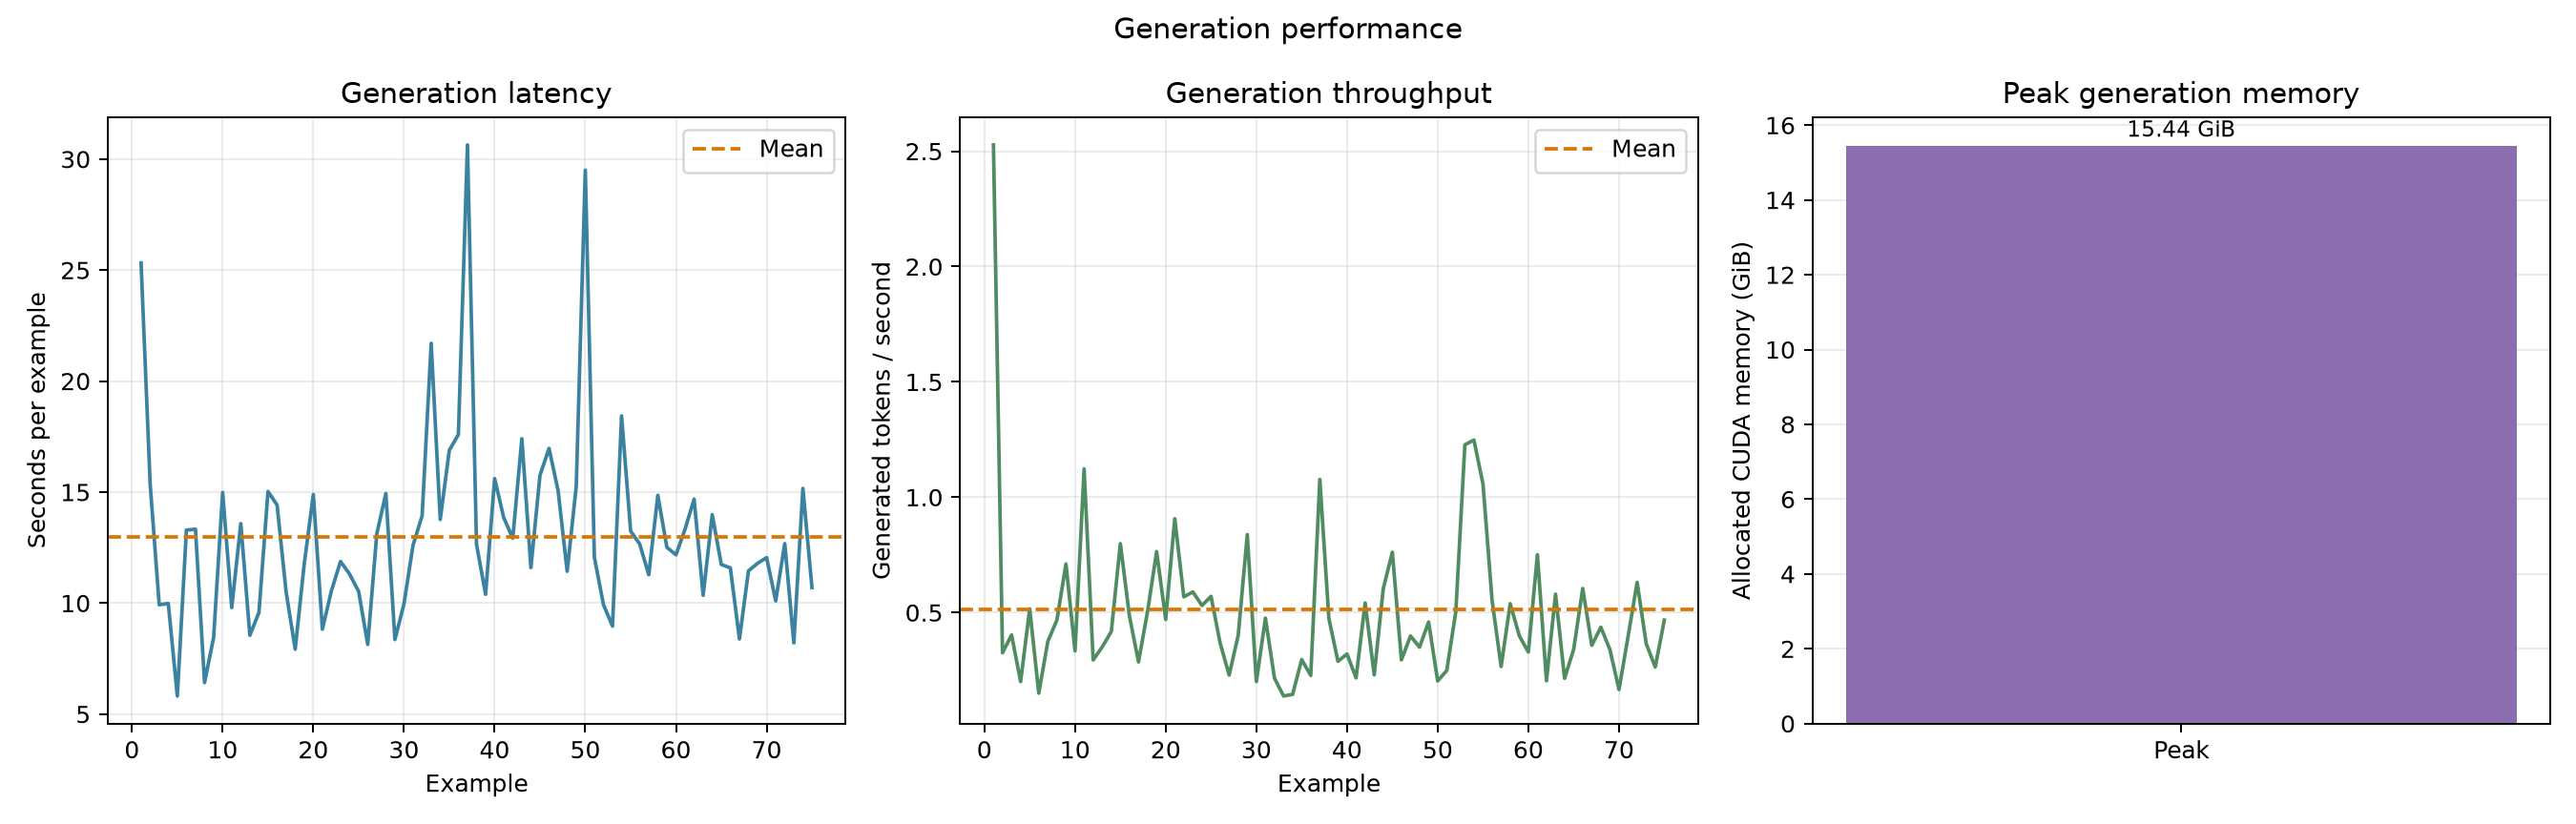 Generation performance
Generation latency
Seconds per example
30
25
20
15
10
5
0 10 20 30 40 50 60 70
Example
Mean
Generation throughput
Generated tokens / second
2.5
2.0
1.5
1.0
0.5
0 10 20 30 40 50 60 70
Example
Mean
Peak generation memory
Allocated CUDA memory (GiB)
16
14
12
10
8
6
4
2
0
15.44 GiB
Peak